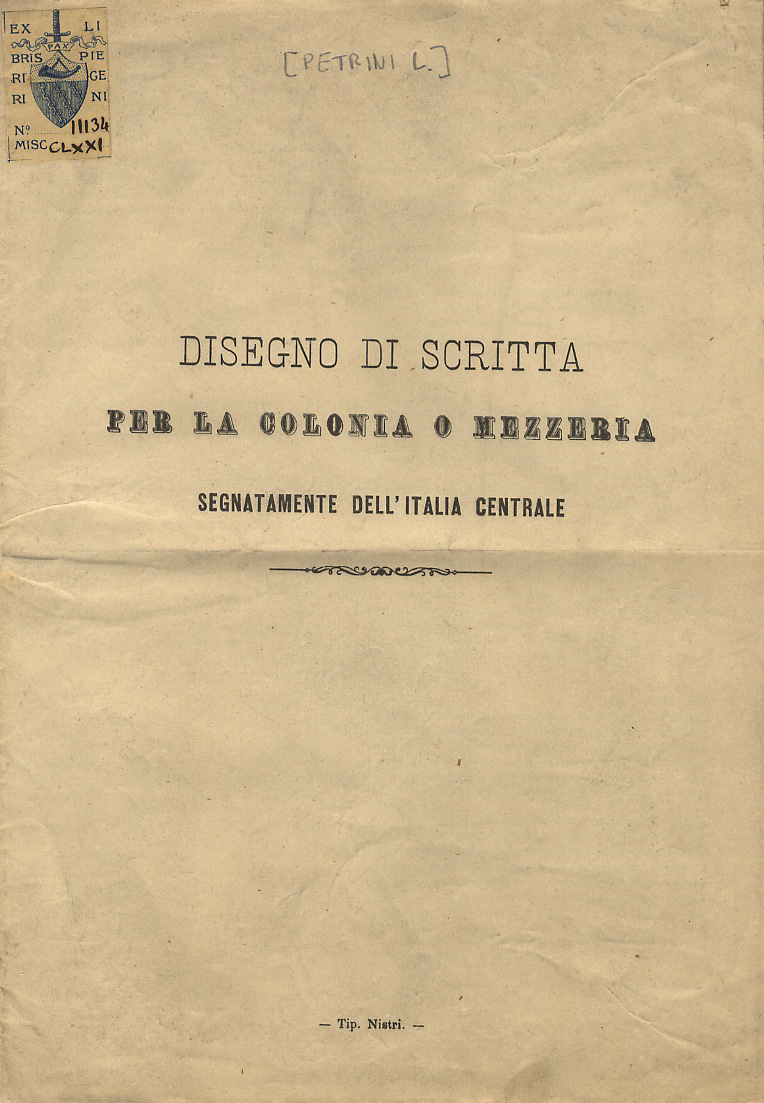 EX LI
PAX
BRIS PIE
RI GE
RI NI
Nº 11134
MISC CLXXI
[PETRINI L.]
DISEGNO DI SCRITTA
PER LA COLONIA O MEZZERIA
SEGNATAMENTE DELL'ITALIA CENTRALE
— Tip. Nistri. —